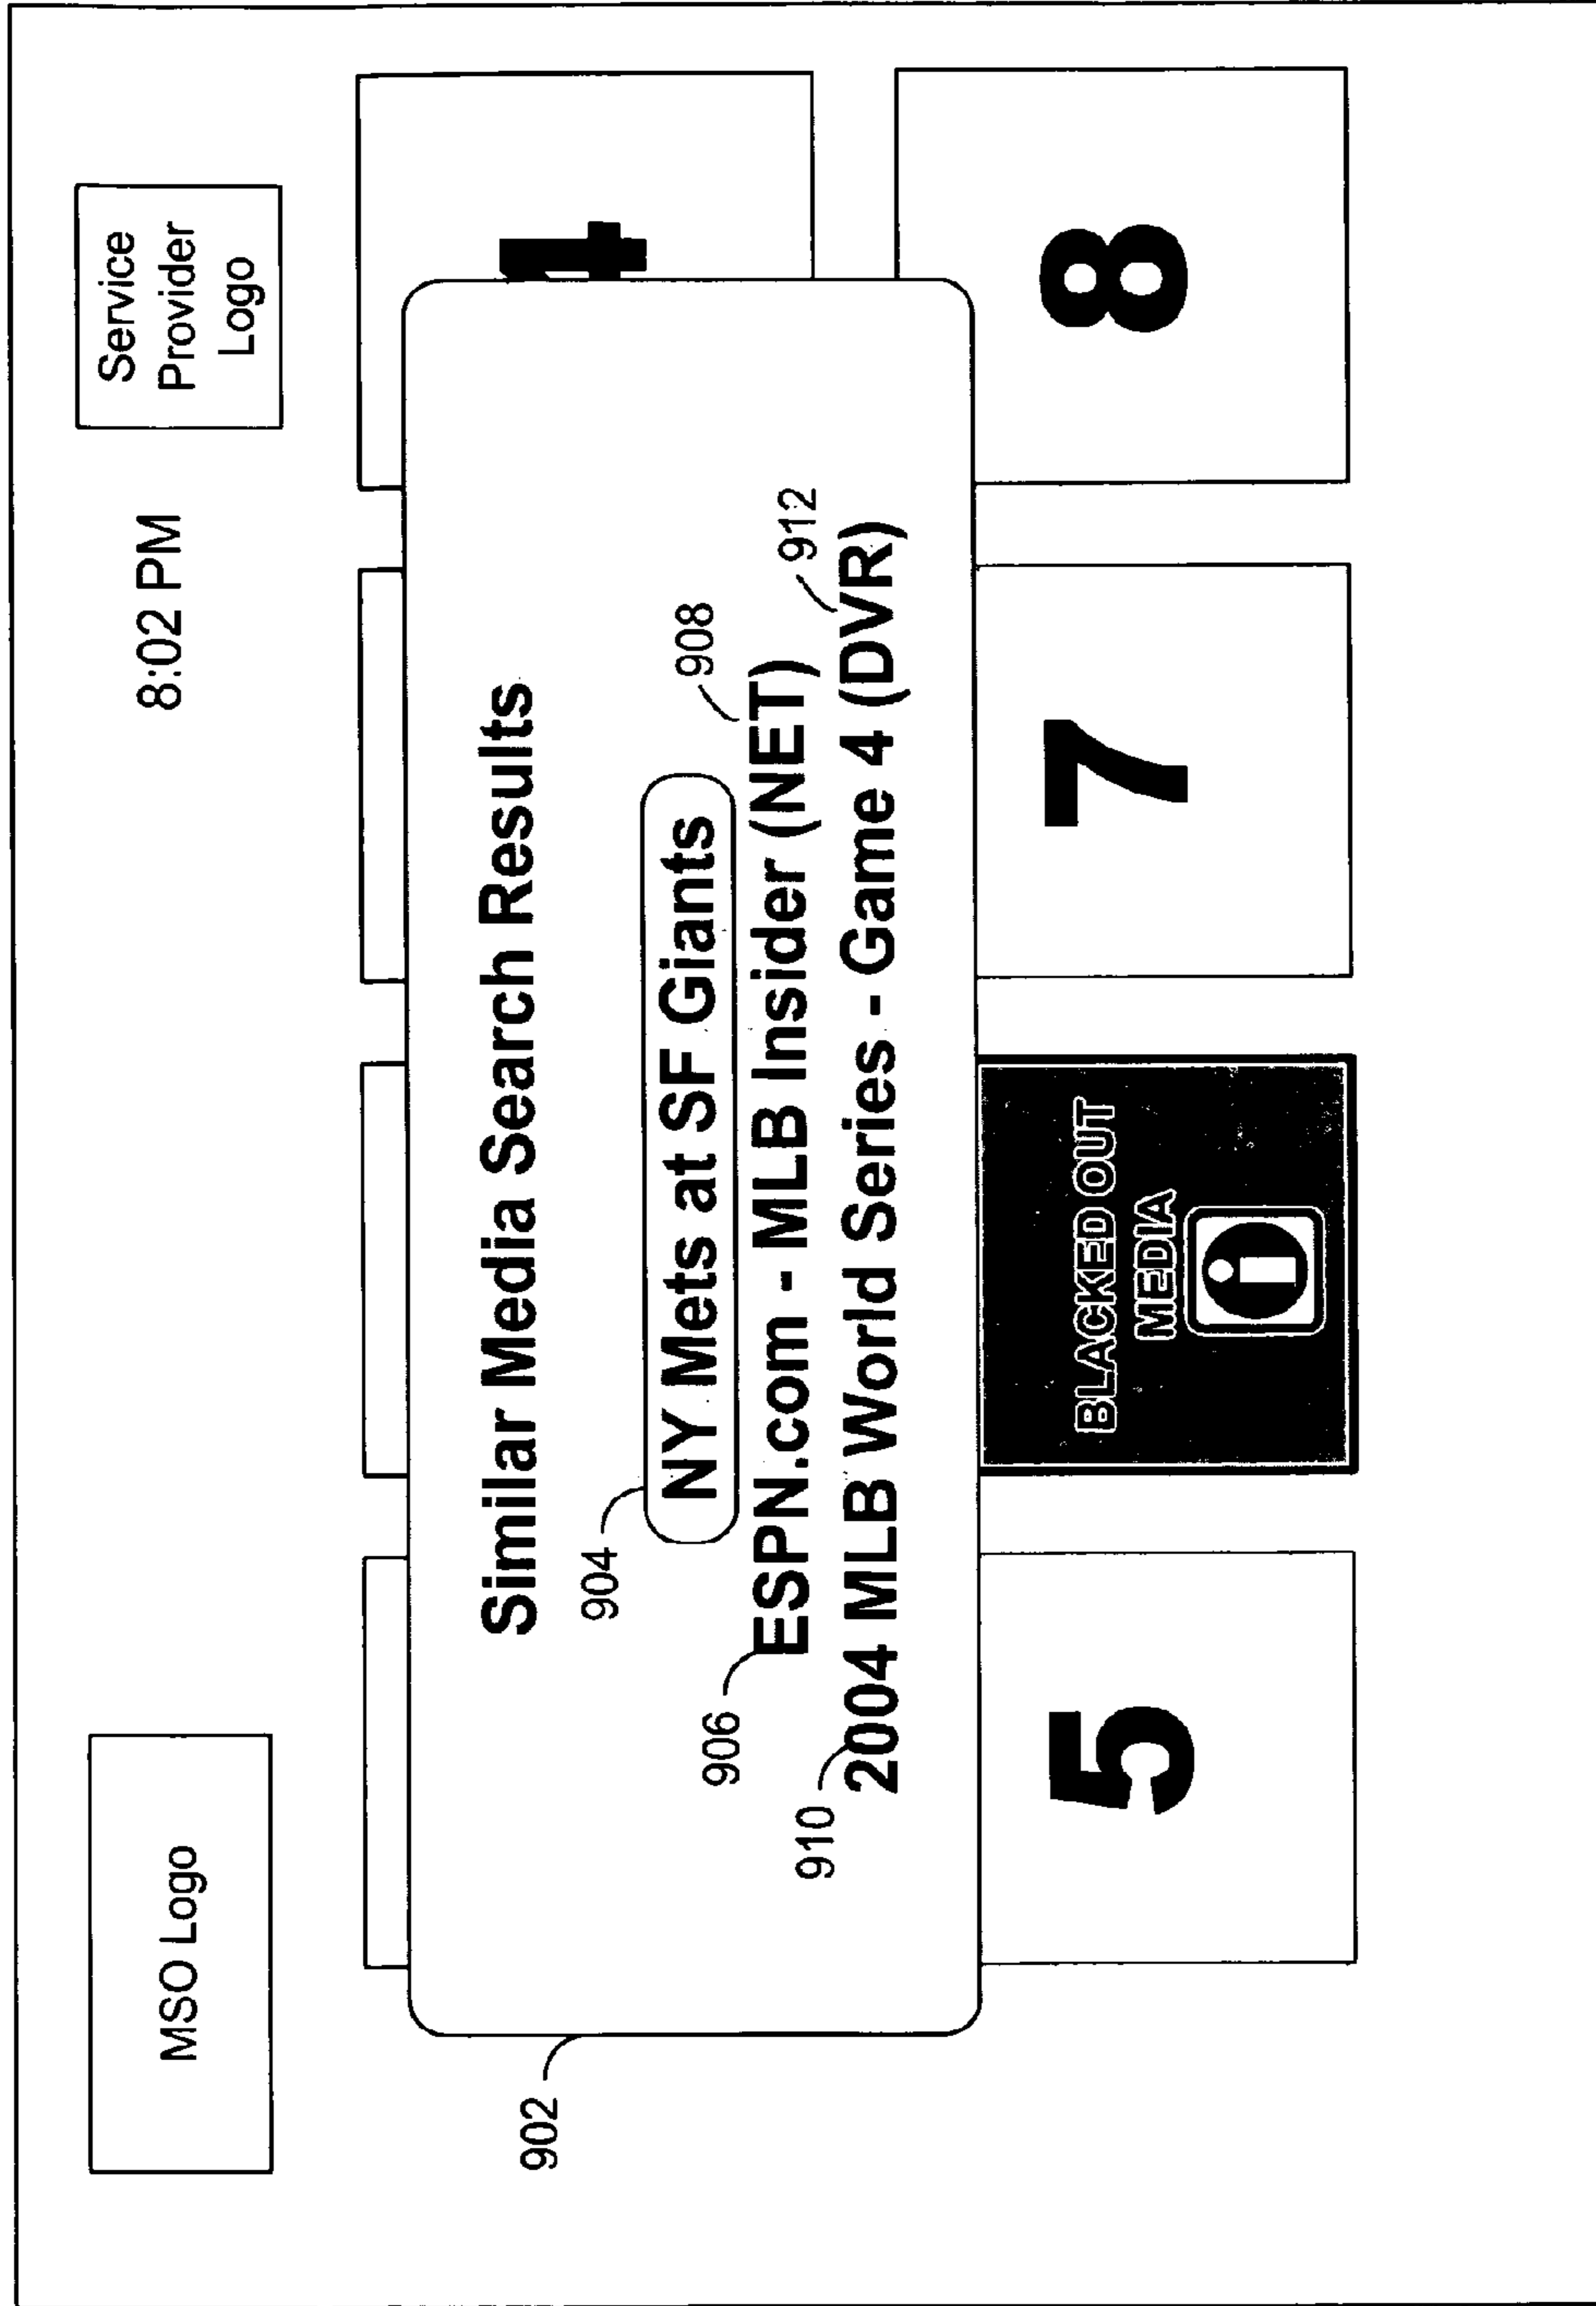 MSO Logo
8:02 PM
Service
Provider
Logo
4
902
Similar Media Search Results
904
NY Mets at SF Giants
908
906
ESPN.com - MLB Insider (NET)
912
910
2004 MLB World Series - Game 4 (DVR)
5
BLACKED OUT
MEDIA
i
7
8